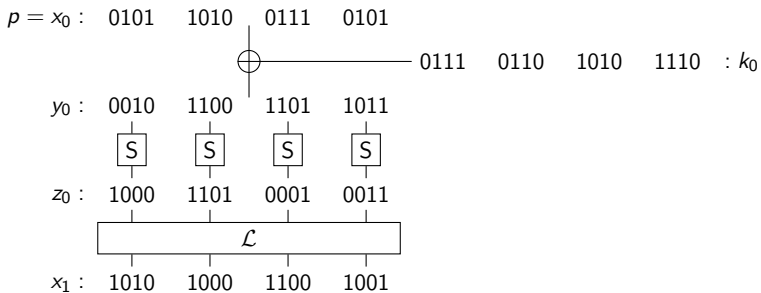 p = x₀ : 0101 1010 0111 0101
0111 0110 1010 1110 : k₀
y₀ : 0010 1100 1101 1011
S S S S
z₀ : 1000 1101 0001 0011
ℒ
x₁ : 1010 1000 1100 1001